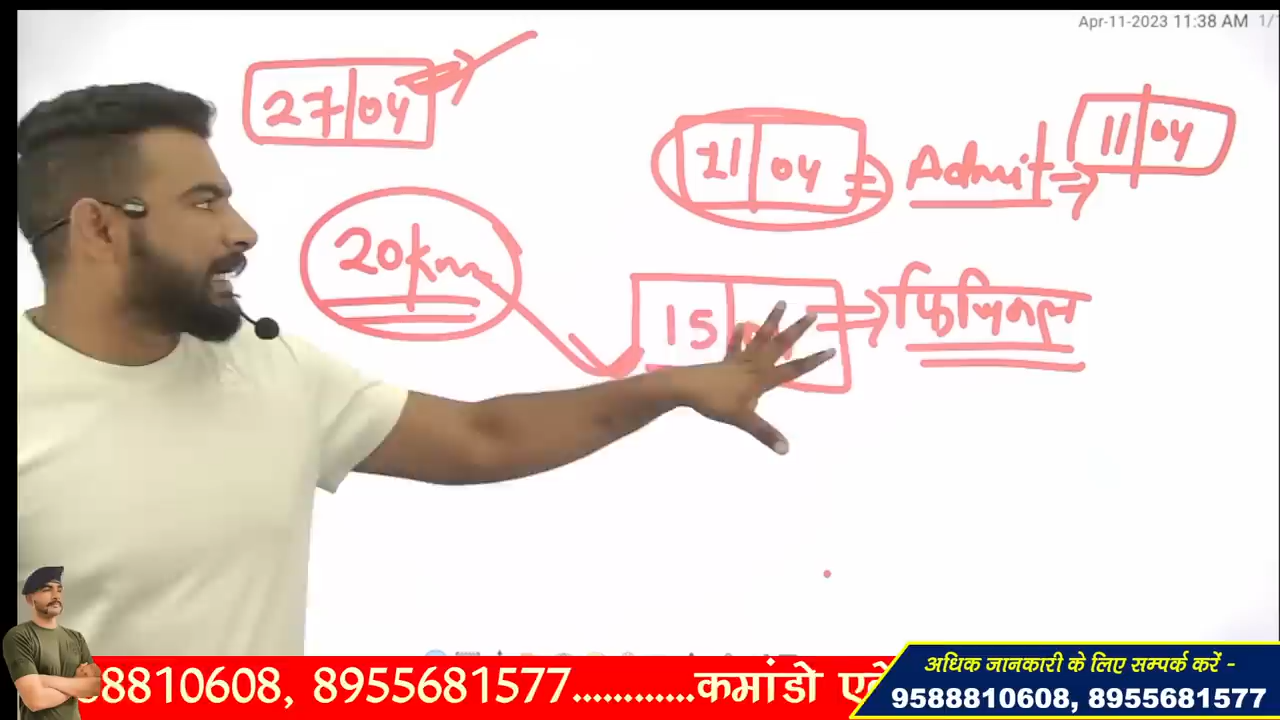 Apr-11-2023 11:38 AM 1/
27|04
21|04 = Admit => 11|04
20km
15 => फिजिकल
8810608, 8955681577............कमांडो ए
अधिक जानकारी के लिए सम्पर्क करें -
9588810608, 8955681577